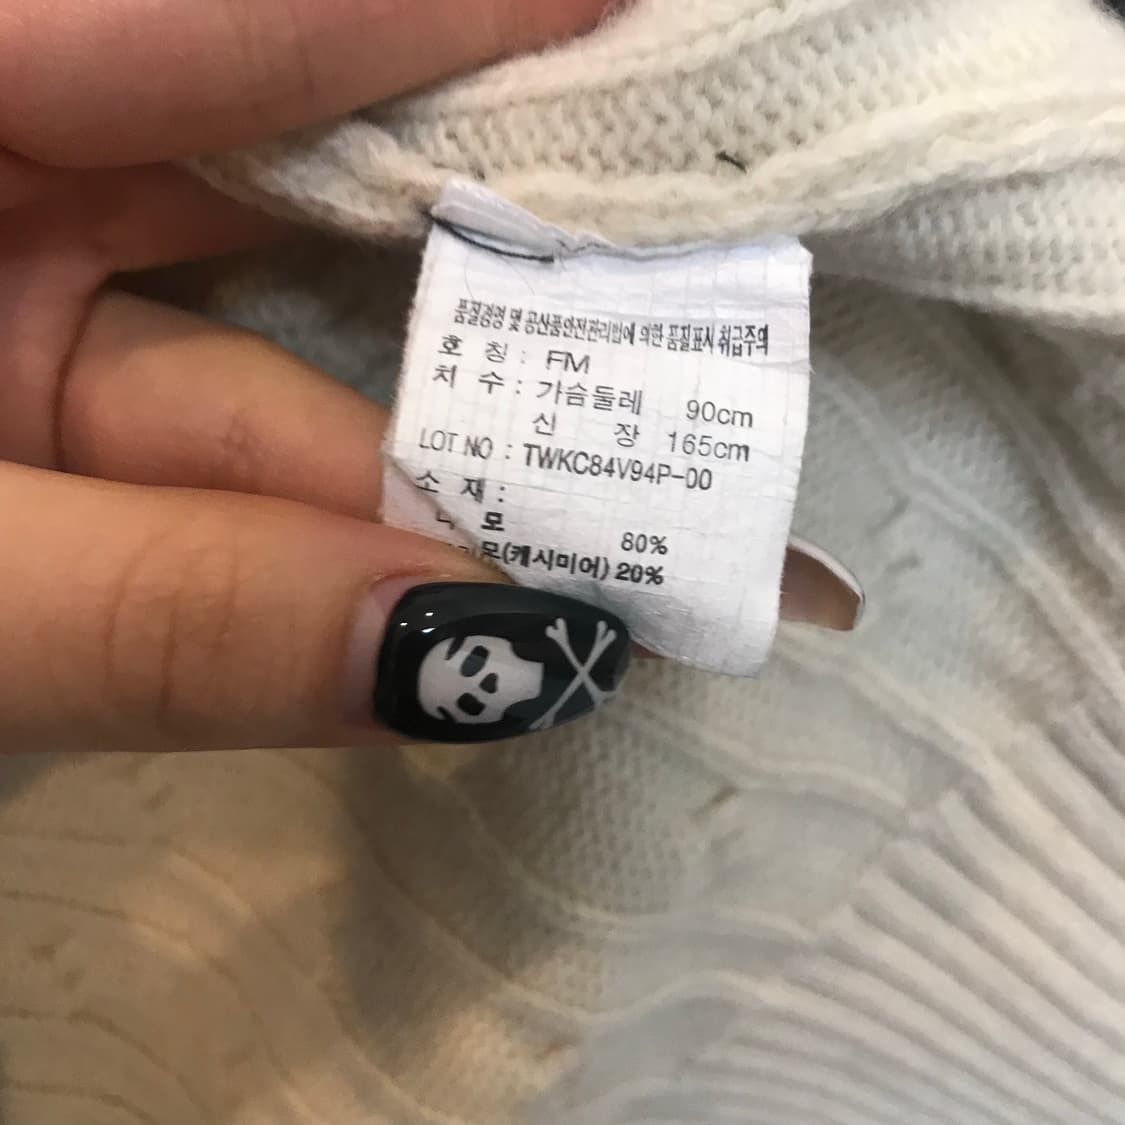 품질경영 및 공산품안전관리법에 의한 품질표시 취급주의
호 칭 : FM
치 수 : 가슴둘레 90cm
신 장 165cm
LOT NO : TWKC84V94P-00
소 재 :
모 80%
모(캐시미어) 20%